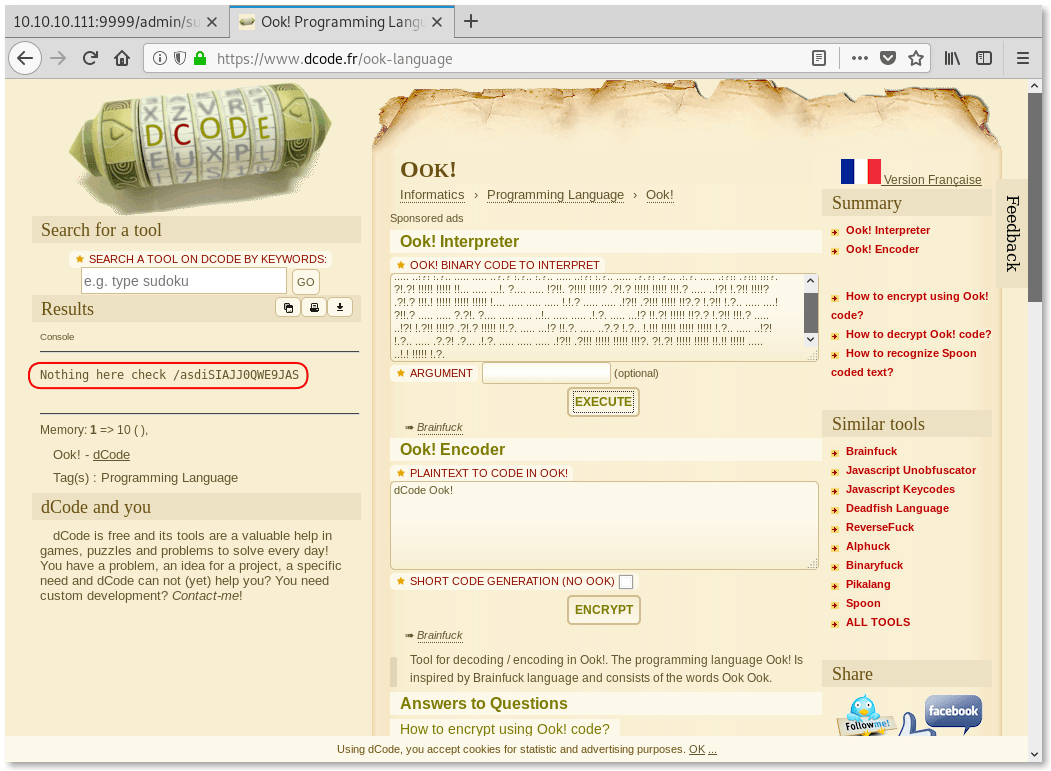 10.10.10.111:9999/admin/su
Ook! Programming Langu
https://www.dcode.fr/ook-language
X Z V R T
D C O D E
E U X P L
Search for a tool
SEARCH A TOOL ON DCODE BY KEYWORDS:
e.g. type sudoku
GO
Results
Console
Nothing here check /asdiSIAJJ0QWE9JAS
Memory: 1 => 10 ( ),
Ook! - dCode
Tag(s) : Programming Language
dCode and you
dCode is free and its tools are a valuable help in
games, puzzles and problems to solve every day!
You have a problem, an idea for a project, a specific
need and dCode can not (yet) help you? You need
custom development? Contact-me!
OOK!
Informatics › Programming Language › Ook!
Sponsored ads
Ook! Interpreter
OOK! BINARY CODE TO INTERPRET
ARGUMENT
(optional)
EXECUTE
➠ Brainfuck
Ook! Encoder
PLAINTEXT TO CODE IN OOK!
dCode Ook!
SHORT CODE GENERATION (NO OOK)
ENCRYPT
➠ Brainfuck
Tool for decoding / encoding in Ook!. The programming language Ook! Is
inspired by Brainfuck language and consists of the words Ook Ook.
Answers to Questions
How to encrypt using Ook! code?
Version Française
Summary
Ook! Interpreter
Ook! Encoder
How to encrypt using Ook!
code?
How to decrypt Ook! code?
How to recognize Spoon
coded text?
Similar tools
Brainfuck
Javascript Unobfuscator
Javascript Keycodes
Deadfish Language
ReverseFuck
Alphuck
Binaryfuck
Pikalang
Spoon
ALL TOOLS
Share
Follow me!
facebook
Feedback
Using dCode, you accept cookies for statistic and advertising purposes. OK ...